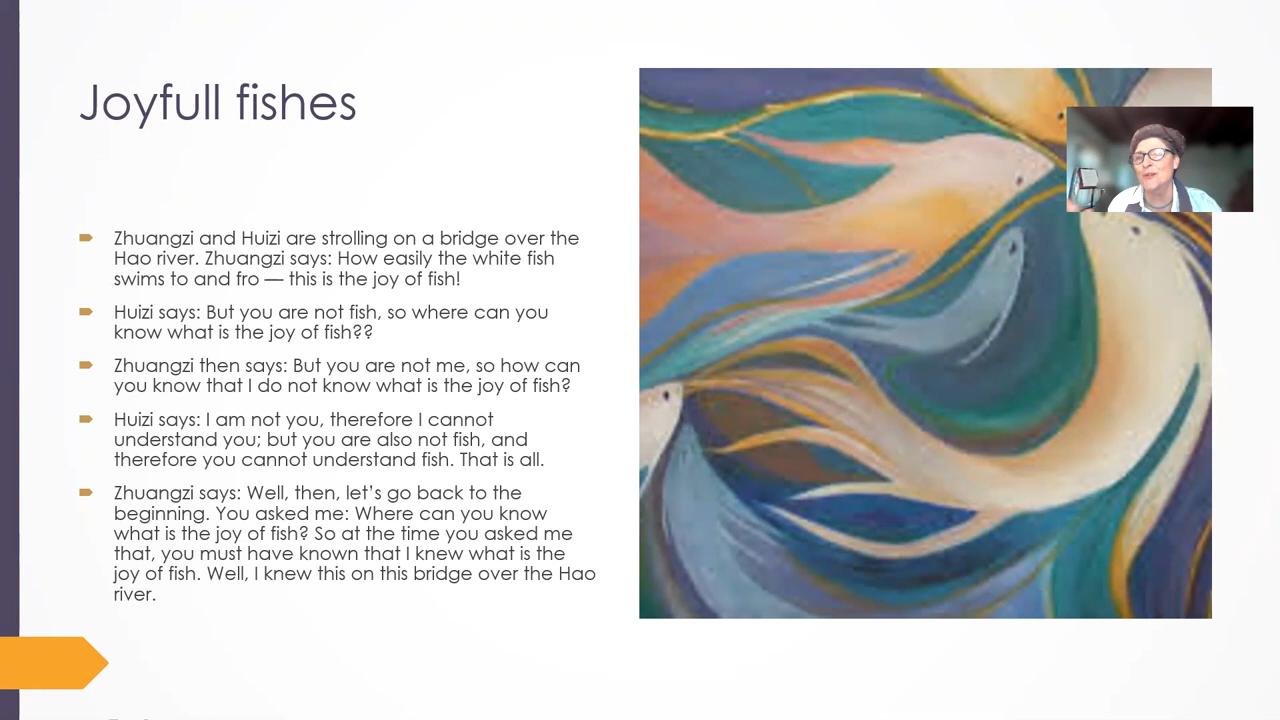 Joyfull fishes
Zhuangzi and Huizi are strolling on a bridge over the
Hao river. Zhuangzi says: How easily the white fish
swims to and fro — this is the joy of fish!
Huizi says: But you are not fish, so where can you
know what is the joy of fish??
Zhuangzi then says: But you are not me, so how can
you know that I do not know what is the joy of fish?
Huizi says: I am not you, therefore I cannot
understand you; but you are also not fish, and
therefore you cannot understand fish. That is all.
Zhuangzi says: Well, then, let’s go back to the
beginning. You asked me: Where can you know
what is the joy of fish? So at the time you asked me
that, you must have known that I knew what is the
joy of fish. Well, I knew this on this bridge over the Hao
river.